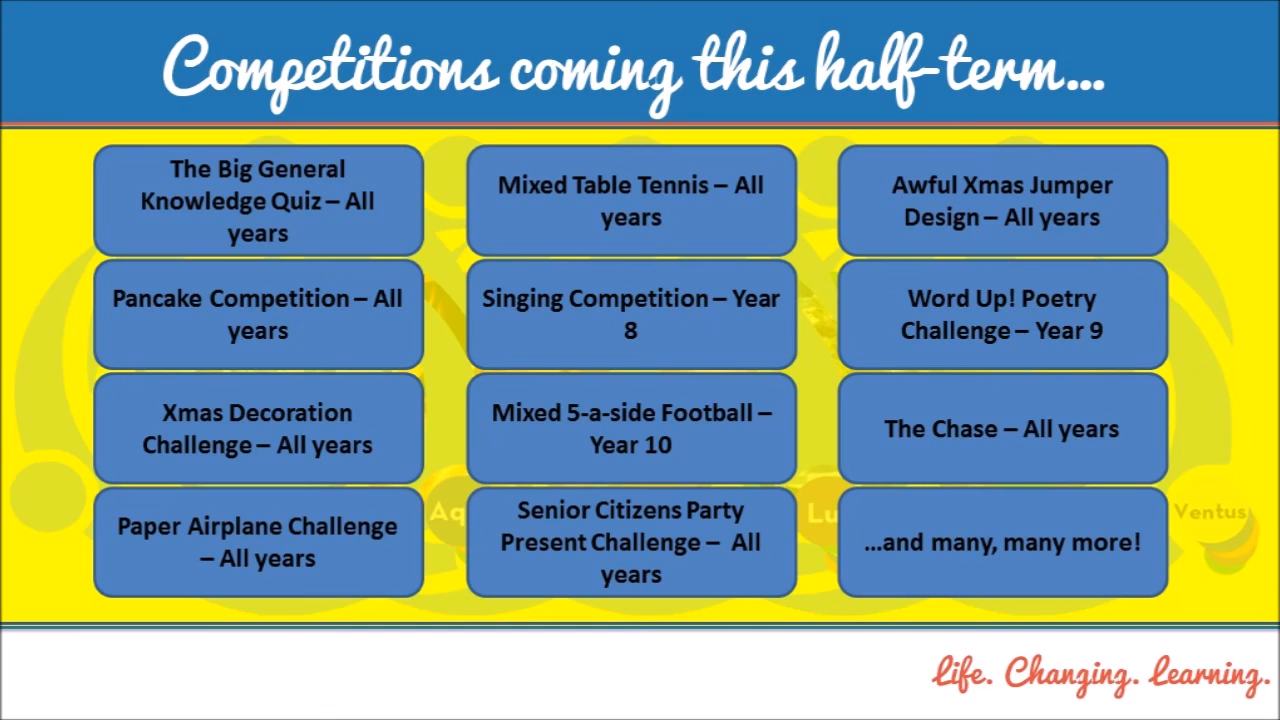 Competitions coming this half-term...
The Big General
Knowledge Quiz – All
years
Mixed Table Tennis – All
years
Awful Xmas Jumper
Design – All years
Pancake Competition – All
years
Singing Competition – Year
8
Word Up! Poetry
Challenge – Year 9
Xmas Decoration
Challenge – All years
Mixed 5-a-side Football –
Year 10
The Chase – All years
Paper Airplane Challenge
– All years
Aq
Senior Citizens Party
Present Challenge – All
years
Lu
...and many, many more!
Ventus
Life. Changing. Learning.